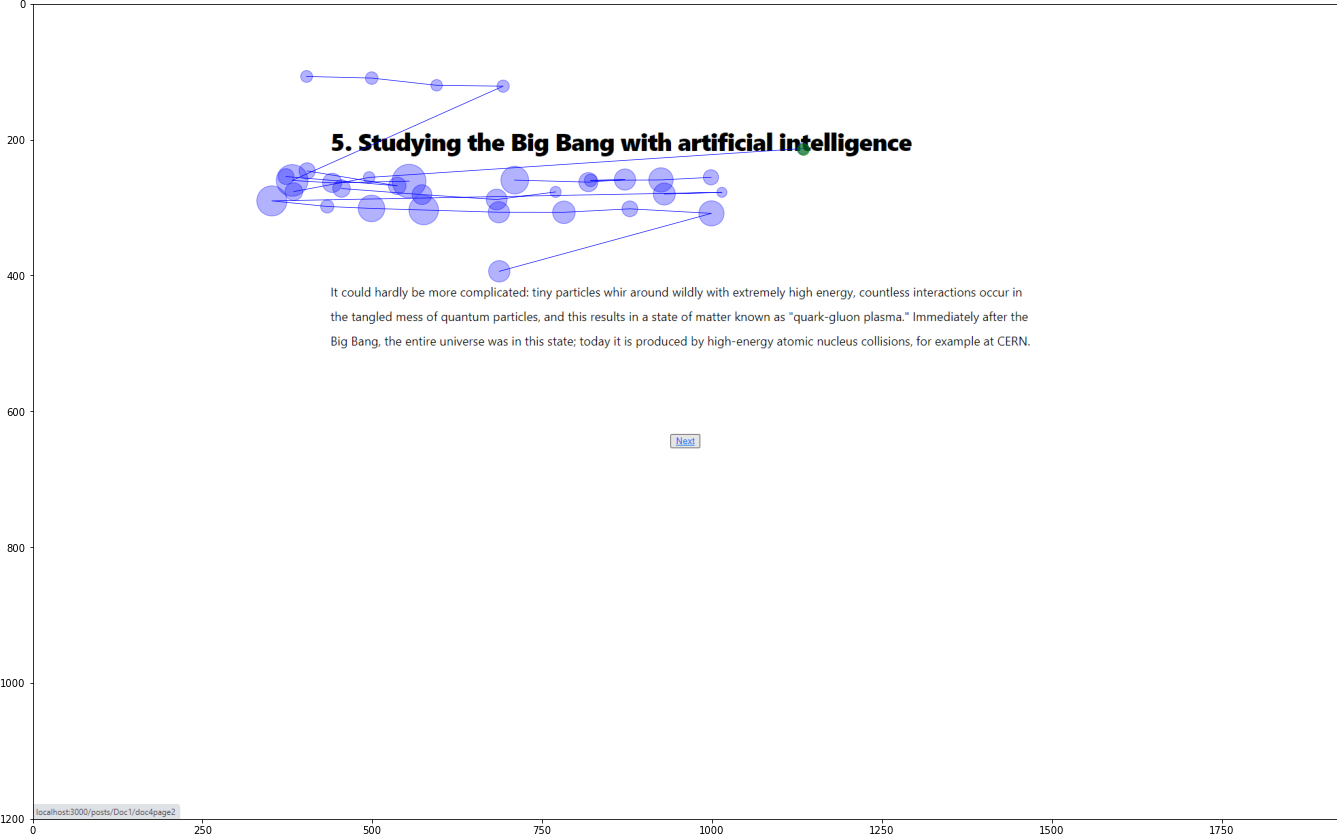 0
200
5. Studying the Big Bang with artificial intelligence
400
It could hardly be more complicated: tiny particles whir around wildly with extremely high energy, countless interactions occur in
the tangled mess of quantum particles, and this results in a state of matter known as "quark-gluon plasma." Immediately after the
Big Bang, the entire universe was in this state; today it is produced by high-energy atomic nucleus collisions, for example at CERN.
600
Next
800
1000
localhost:3000/posts/Doc1/doc4page2
1200
0 250 500 750 1000 1250 1500 1750